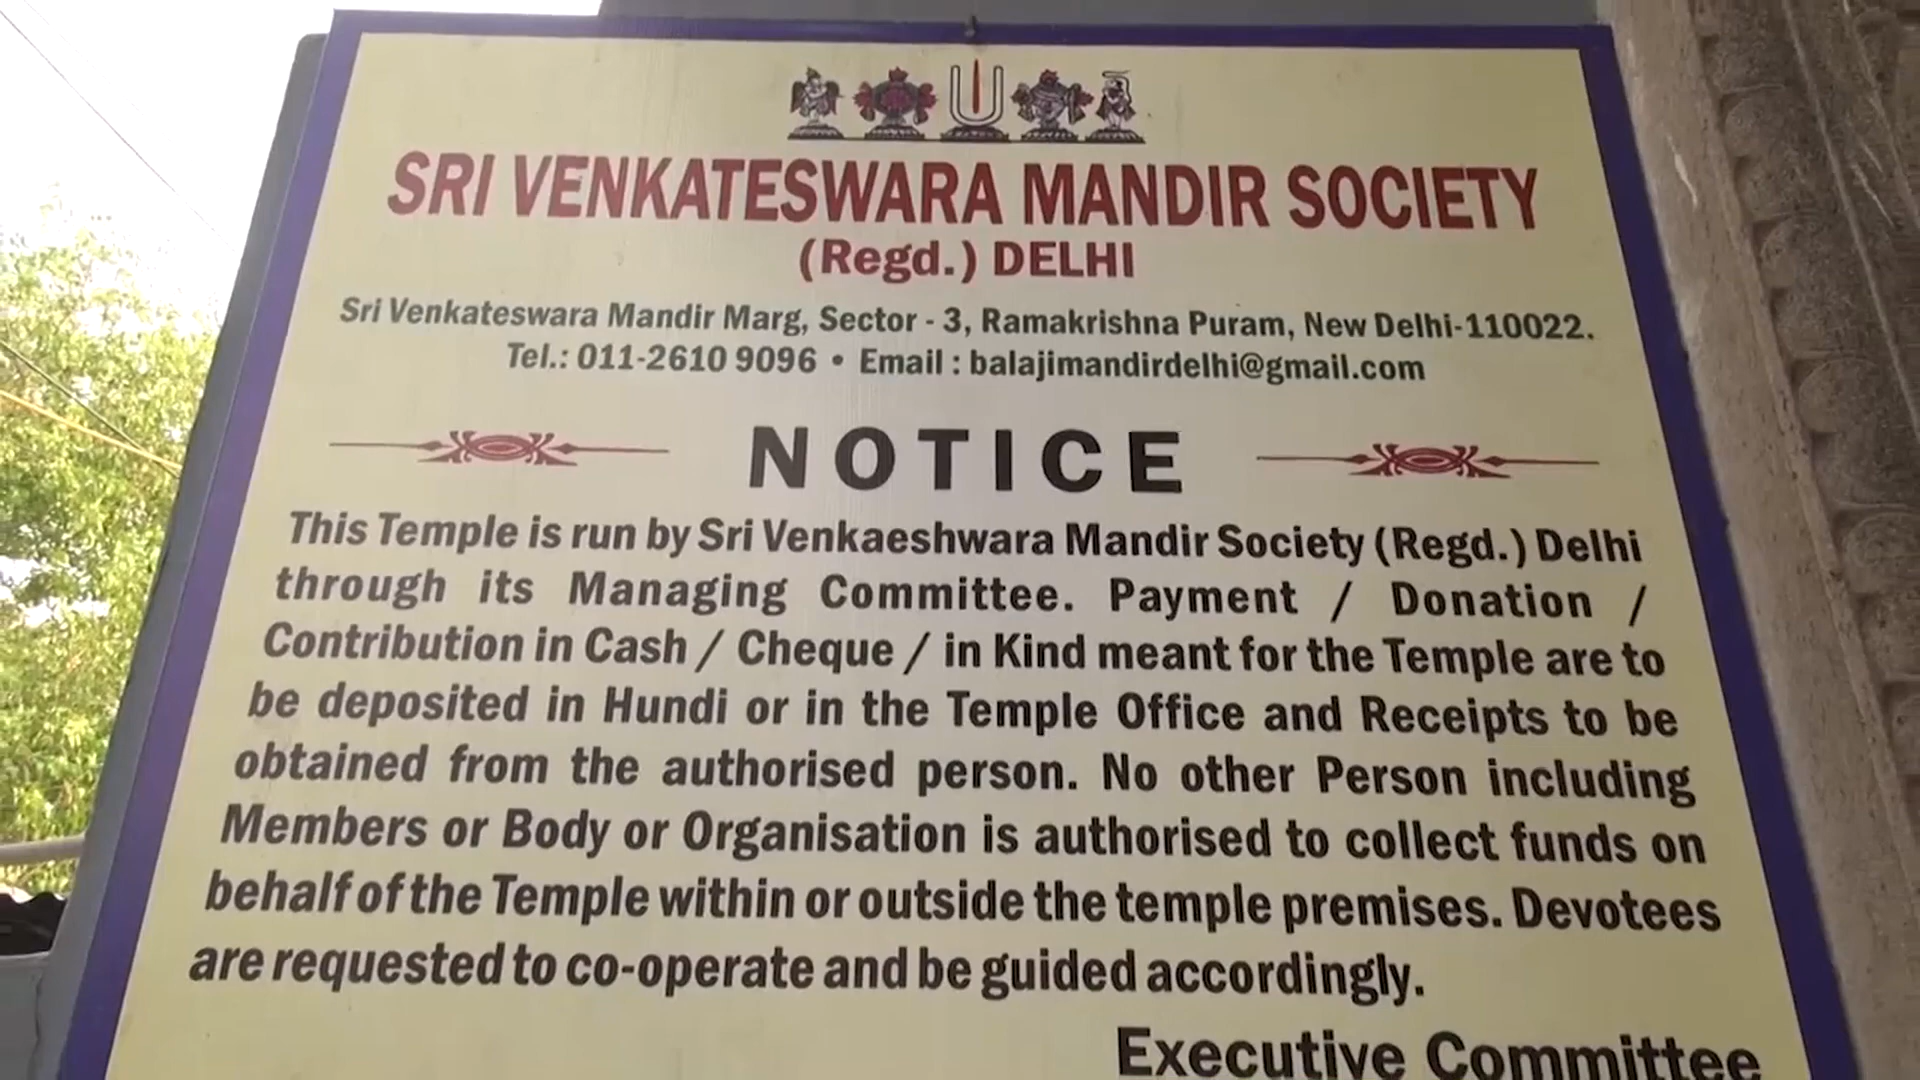 SRI VENKATESWARA MANDIR SOCIETY
(Regd.) DELHI
Sri Venkateswara Mandir Marg, Sector - 3, Ramakrishna Puram, New Delhi-110022.
Tel.: 011-2610 9096 • Email : balajimandirdelhi@gmail.com
NOTICE
This Temple is run by Sri Venkaeshwara Mandir Society (Regd.) Delhi
through its Managing Committee. Payment / Donation /
Contribution in Cash / Cheque / in Kind meant for the Temple are to
be deposited in Hundi or in the Temple Office and Receipts to be
obtained from the authorised person. No other Person including
Members or Body or Organisation is authorised to collect funds on
behalf of the Temple within or outside the temple premises. Devotees
are requested to co-operate and be guided accordingly.
Executive Committee